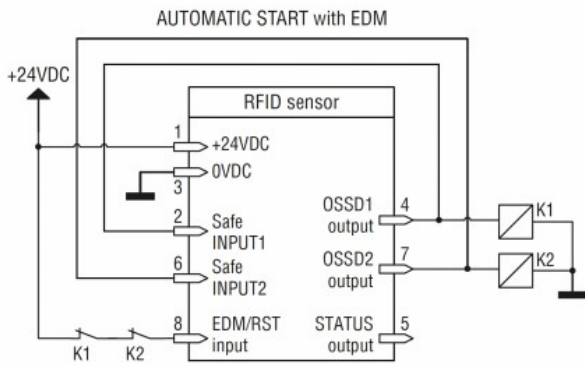 AUTOMATIC START with EDM
+24VDC
RFID sensor
1
+24VDC
0VDC
3
2
Safe
INPUT1
6
Safe
INPUT2
8
EDM/RST
input
K1
K2
OSSD1
output
4
OSSD2
output
7
STATUS
output
5
K1
K2